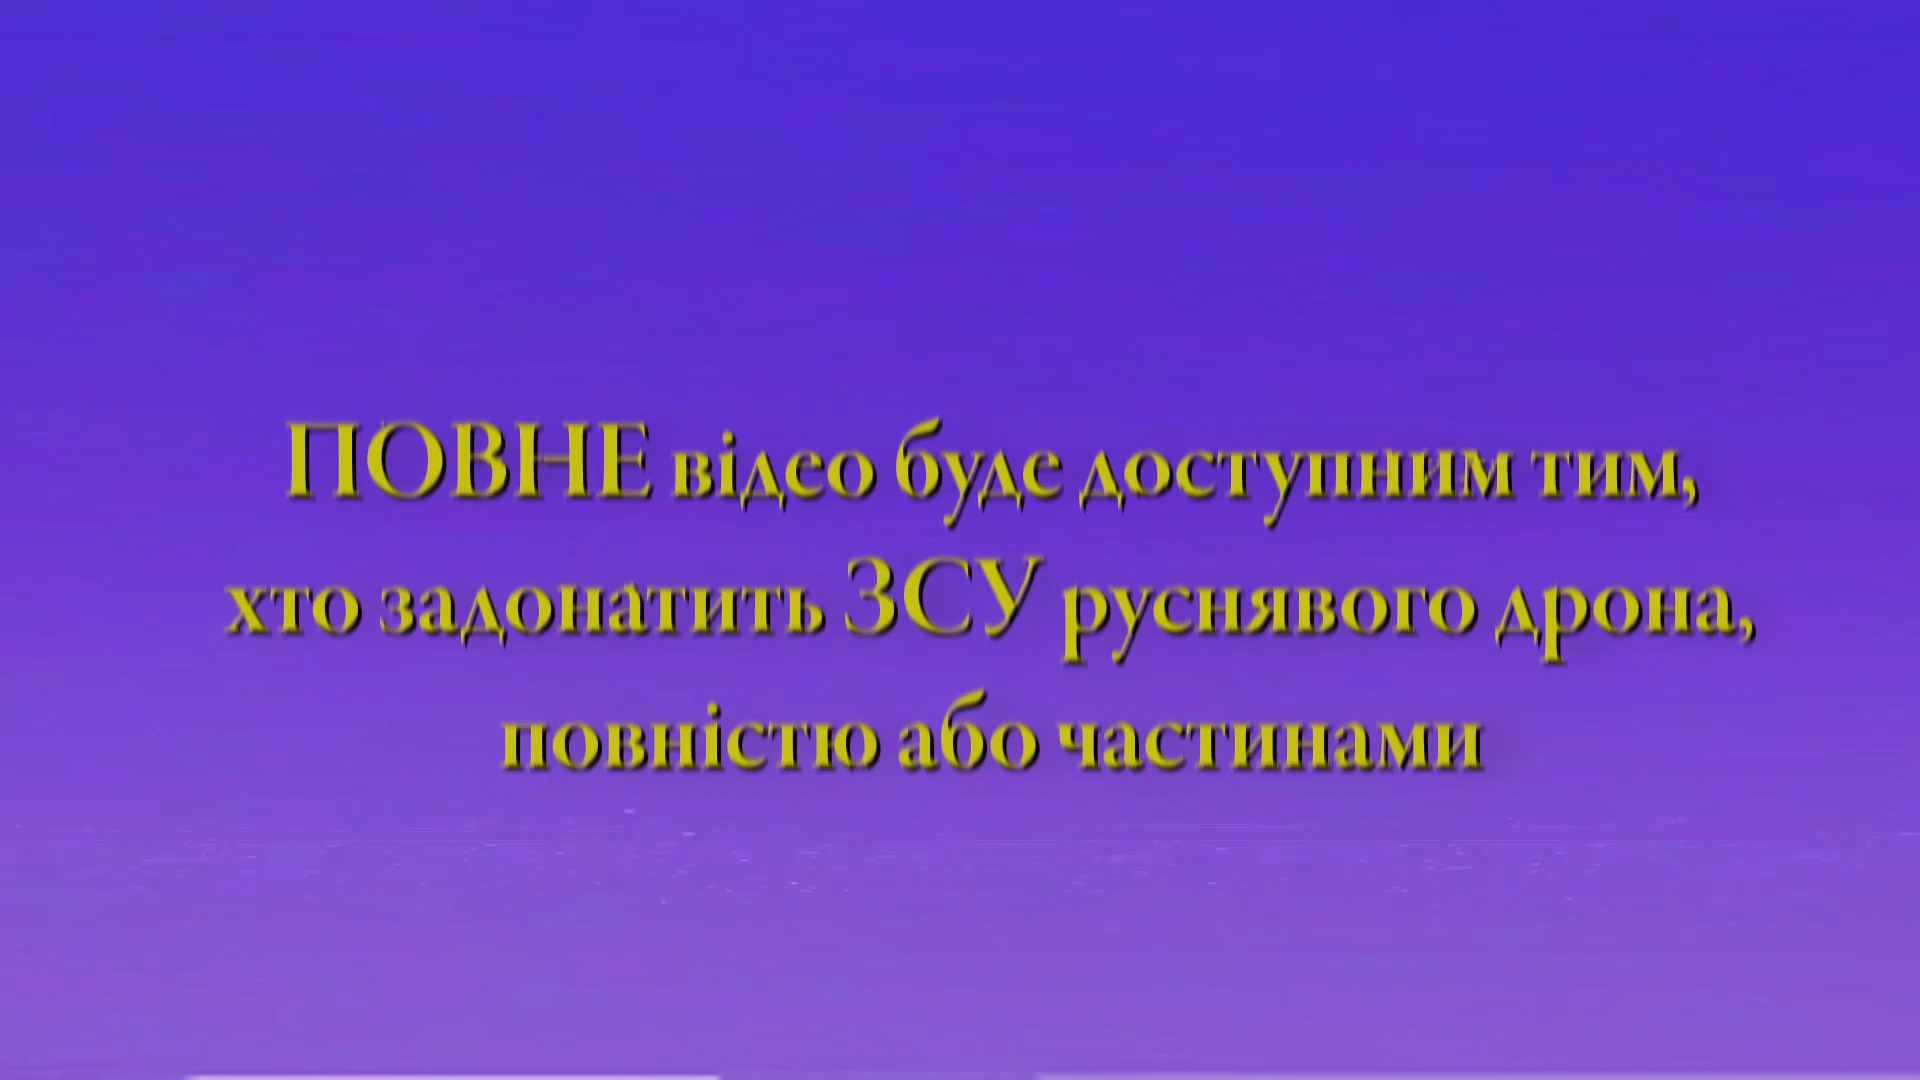 ПОВНЕ відео буде доступним тим,
хто задонатить ЗСУ руснявого дрона,
повністю або частинами